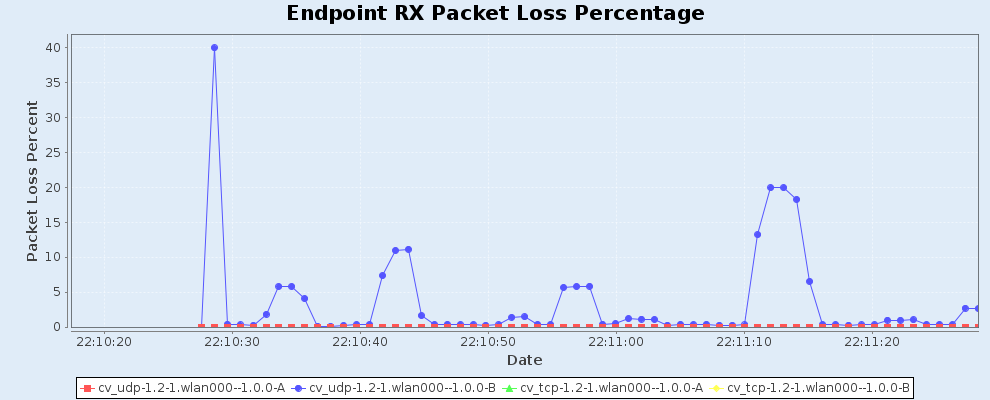 Endpoint RX Packet Loss Percentage
Packet Loss Percent
40
35
30
25
20
15
10
5
0
22:10:20 22:10:30 22:10:40 22:10:50 22:11:00 22:11:10 22:11:20
Date
cv_udp-1.2-1.wlan000--1.0.0-A cv_udp-1.2-1.wlan000--1.0.0-B cv_tcp-1.2-1.wlan000--1.0.0-A cv_tcp-1.2-1.wlan000--1.0.0-B